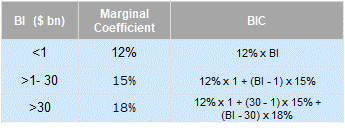 BI ($ bn) Marginal Coefficient BIC
<1 12% 12% x BI
>1- 30 15% 12% x 1 + (BI - 1) x 15%
>30 18% 12% x 1 + (30 - 1) x 15% +
(BI - 30) x 18%